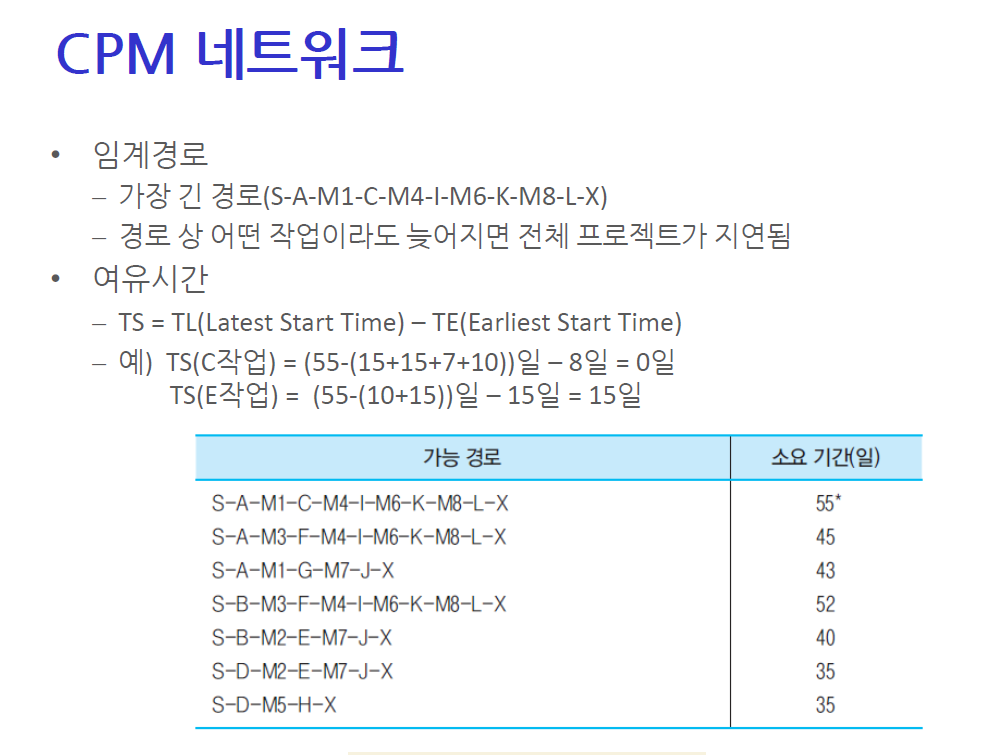 CPM 네트워크
• 임계경로
– 가장 긴 경로(S-A-M1-C-M4-I-M6-K-M8-L-X)
– 경로 상 어떤 작업이라도 늦어지면 전체 프로젝트가 지연됨
• 여유시간
– TS = TL(Latest Start Time) – TE(Earliest Start Time)
– 예) TS(C작업) = (55-(15+15+7+10))일 – 8일 = 0일
TS(E작업) = (55-(10+15))일 – 15일 = 15일
가능 경로 소요 기간(일)
S-A-M1-C-M4-I-M6-K-M8-L-X 55*
S-A-M3-F-M4-I-M6-K-M8-L-X 45
S-A-M1-G-M7-J-X 43
S-B-M3-F-M4-I-M6-K-M8-L-X 52
S-B-M2-E-M7-J-X 40
S-D-M2-E-M7-J-X 35
S-D-M5-H-X 35